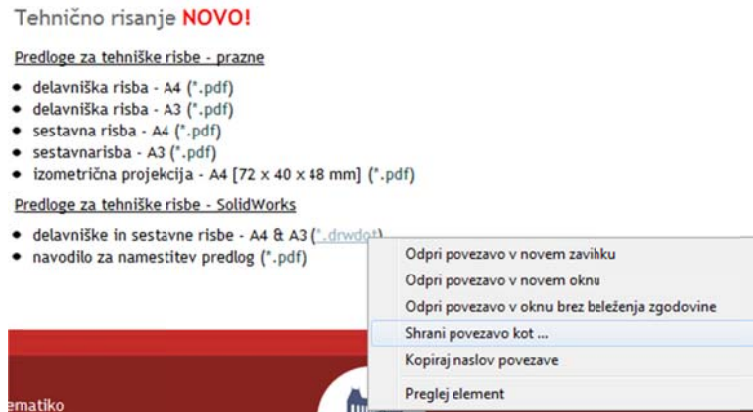 Tehnično risanje NOVO!
Predloge za tehniške risbe - prazne
• delavniška risba - A4 (*.pdf)
• delavniška risba - A3 (*.pdf)
• sestavna risba - A4 (*.pdf)
• sestavnarisba - A3 (*.pdf)
• izometrična projekcija - A4 [72 x 40 x 48 mm] (*.pdf)
Predloge za tehniške risbe - SolidWorks
• delavniške in sestavne risbe - A4 & A3 (*.drwdot)
• navodilo za namestitev predlog (*.pdf)
Odpri povezavo v novem zavihku
Odpri povezavo v novem oknu
Odpri povezavo v oknu brez beleženja zgodovine
Shrani povezavo kot ...
Kopiraj naslov povezave
Preglej element
ematiko